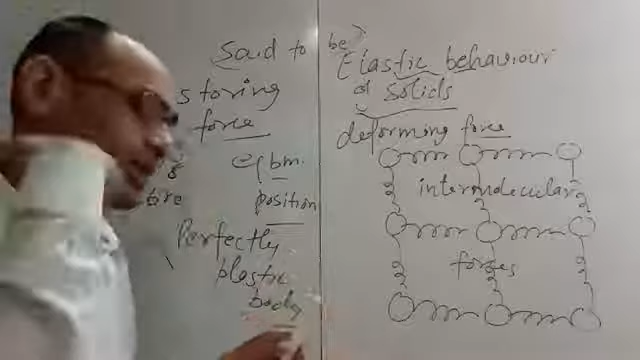 Said to be
storing
force
eqbm.
position
Perfectly
plastic
body
Elastic behaviour
of Solids
deforming force
intermolecular
forces